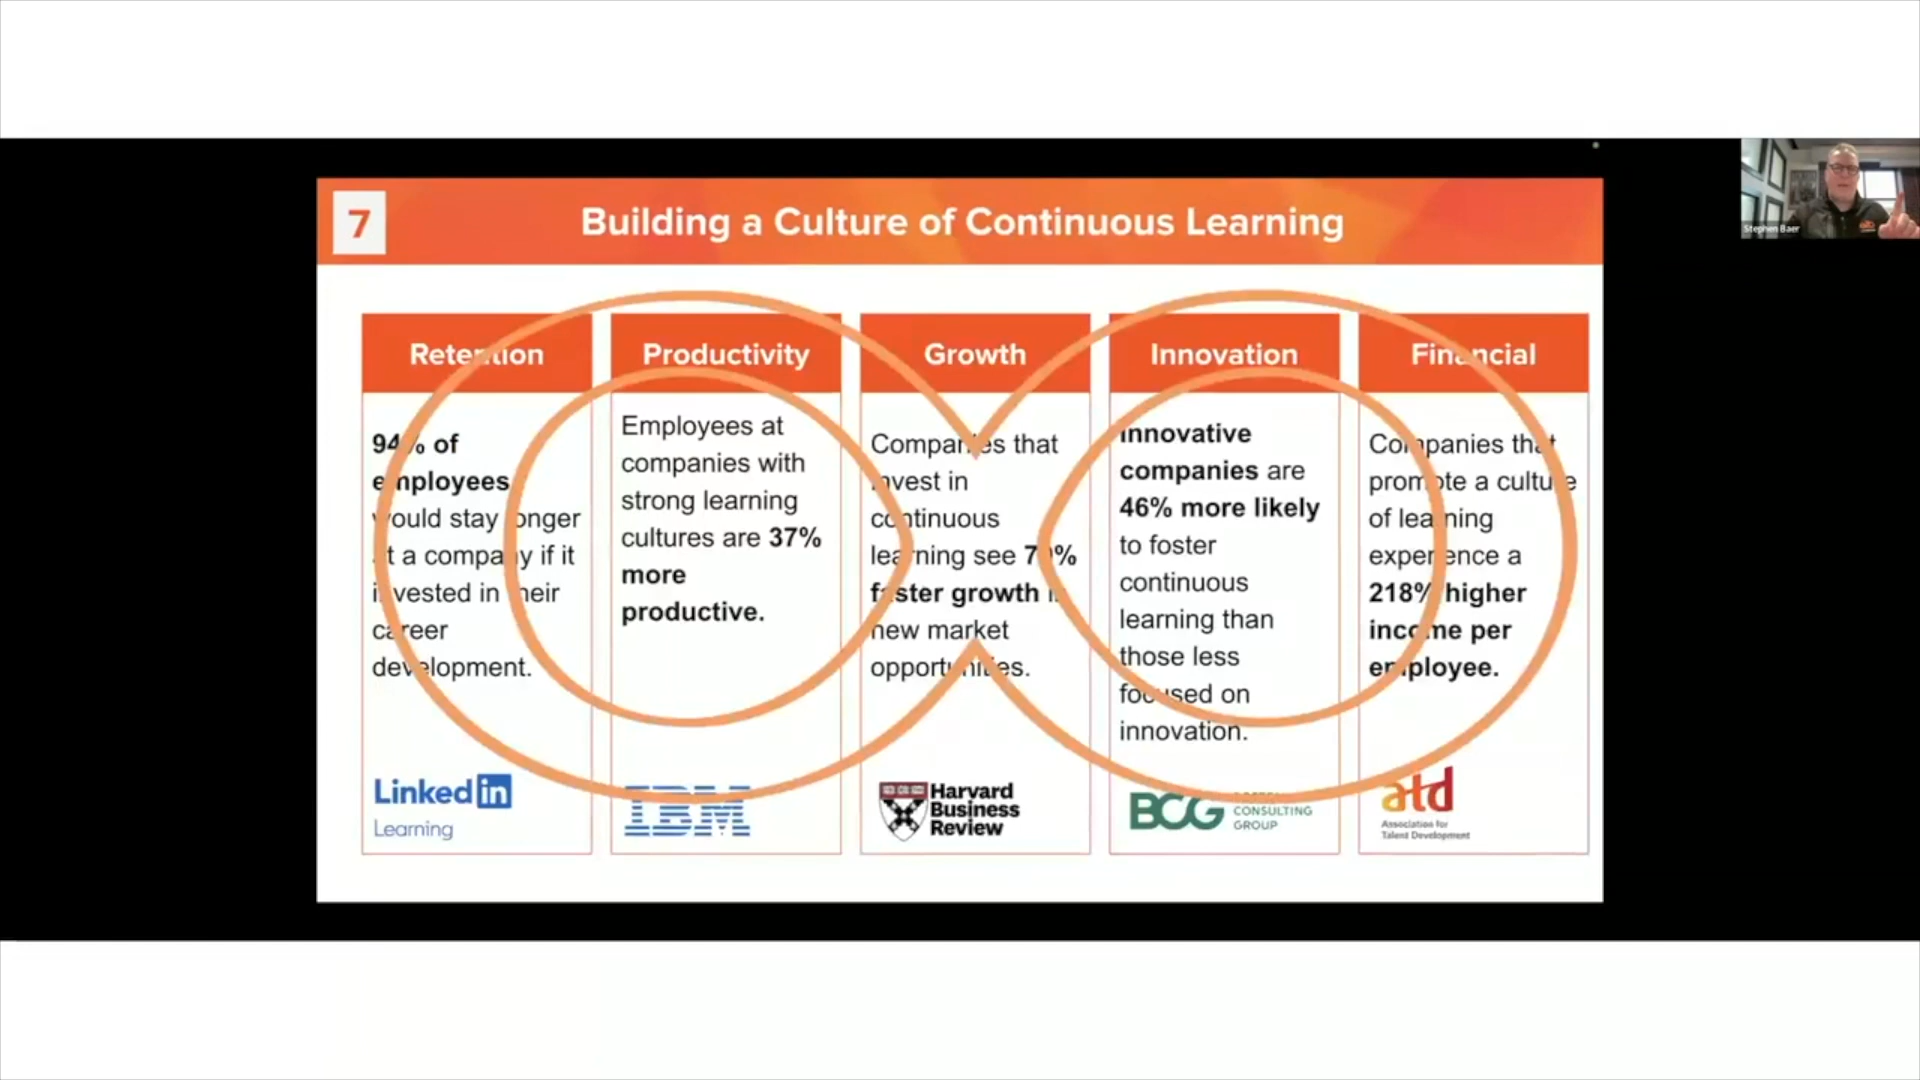 7
Building a Culture of Continuous Learning
Stephen Baer
Retention
94% of
employees
would stay longer
at a company if it
invested in their
career
development.
Linked in
Learning
Productivity
Employees at
companies with
strong learning
cultures are 37%
more
productive.
IBM
Growth
Companies that
invest in
continuous
learning see
faster growth in
new market
opportunities.
Harvard
Business
Review
Innovation
Innovative
companies are
46% more likely
to foster
continuous
learning than
those less
focused on
innovation.
BCG
BOSTON
CONSULTING
GROUP
Financial
Companies that
promote a culture
of learning
experience a
218% higher
income per
employee.
atd
Association for
Talent Development